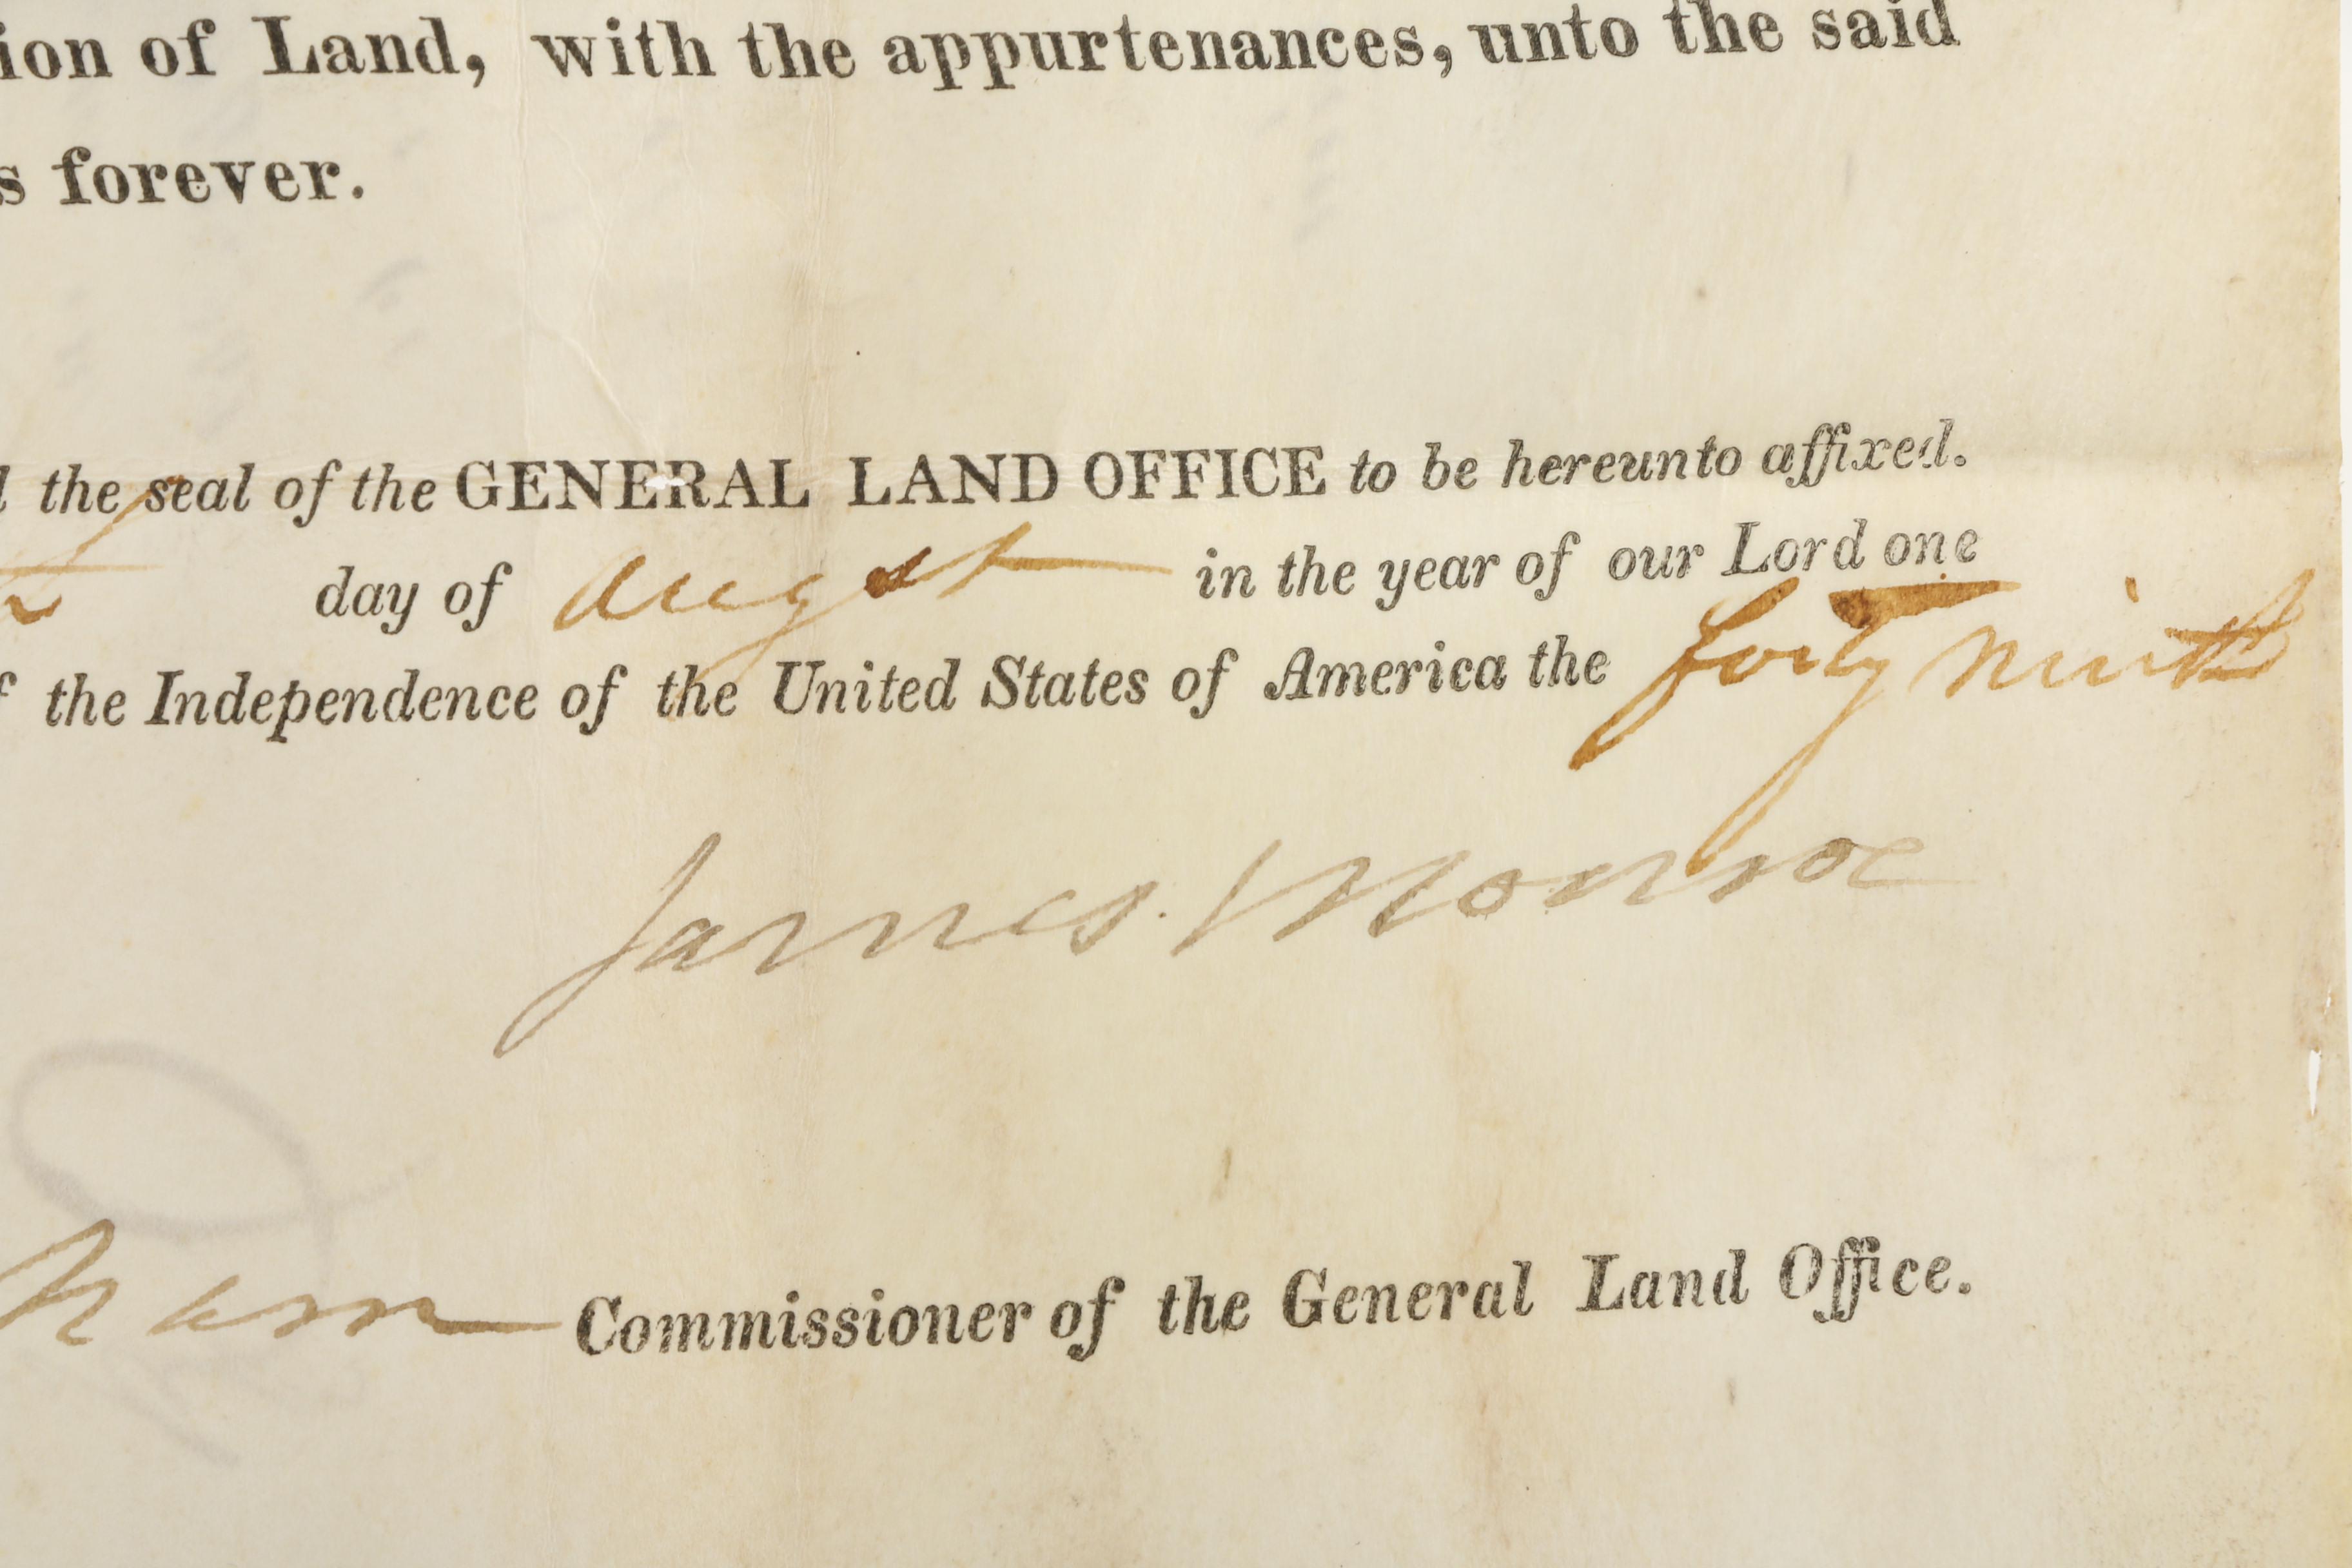 ion of Land, with the appurtenances, unto the said
s forever.
the seal of the GENERAL LAND OFFICE to be hereunto affixed.
day of August in the year of our Lord one
the Independence of the United States of America the forty ninth
James Monroe
ham Commissioner of the General Land Office.